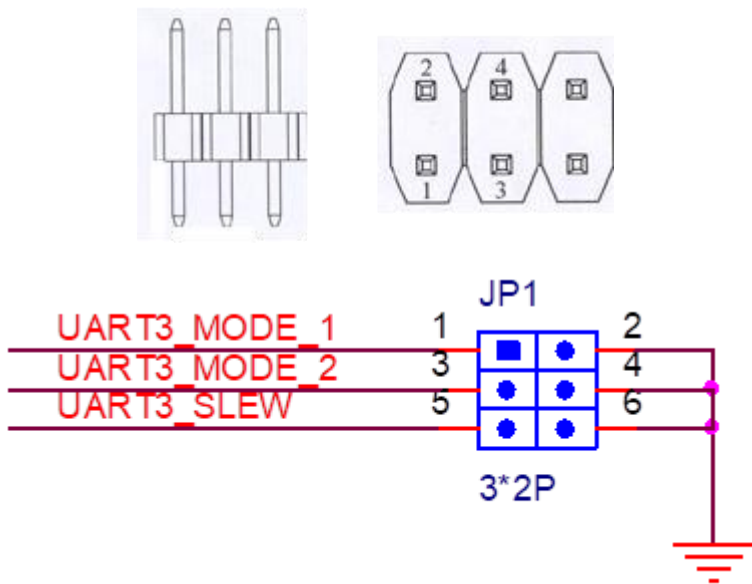 2 4
1 3
JP1
UART3_MODE_1 1 2
UART3_MODE_2 3 4
UART3_SLEW 5 6
3*2P